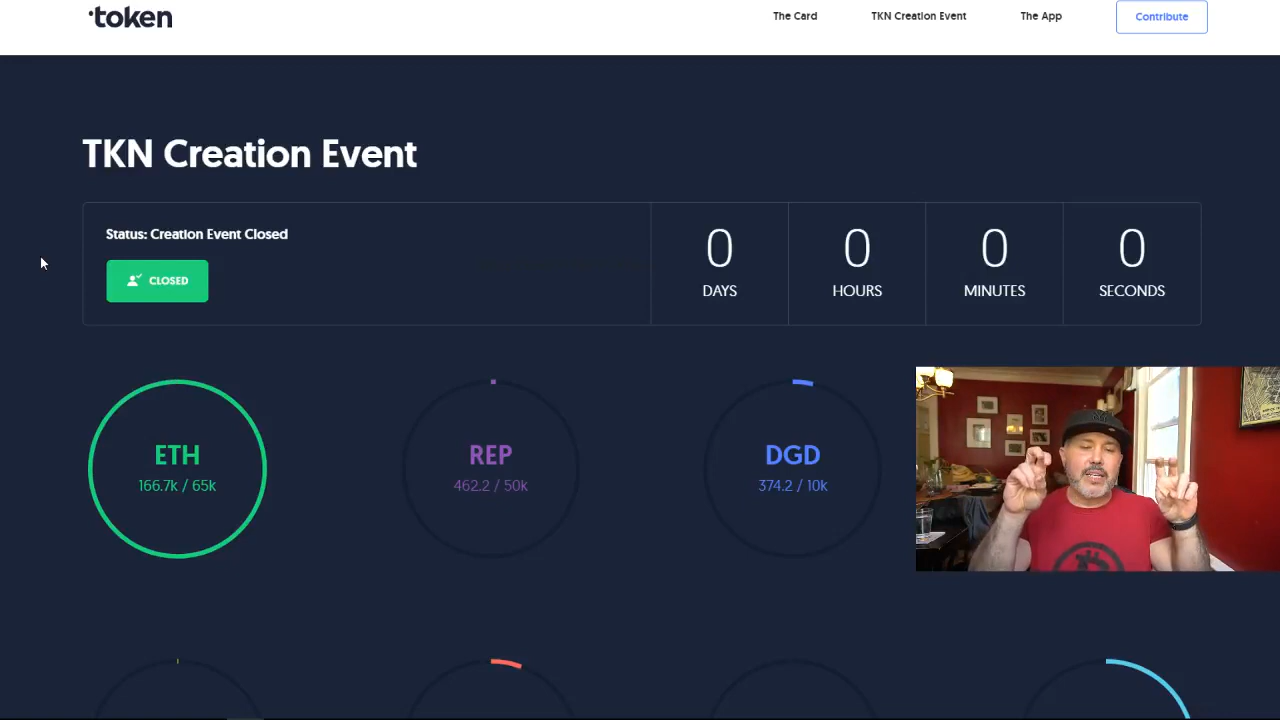 ·token
The Card
TKN Creation Event
The App
Contribute
TKN Creation Event
Status: Creation Event Closed
CLOSED
0
DAYS
0
HOURS
0
MINUTES
0
SECONDS
ETH
166.7k / 65k
REP
462.2 / 50k
DGD
374.2 / 10k